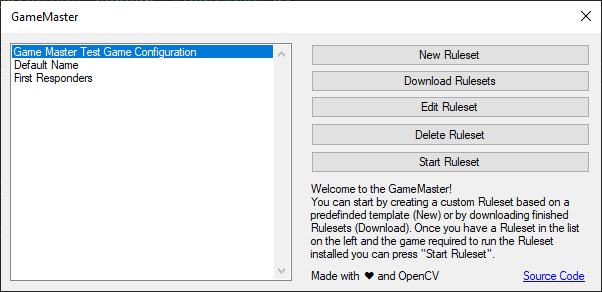 GameMaster
Game Master Test Game Configuration
Default Name
First Responders
New Ruleset
Download Rulesets
Edit Ruleset
Delete Ruleset
Start Ruleset
Welcome to the GameMaster!
You can start by creating a custom Ruleset based on a
predefinded template (New) or by downloading finished
Rulesets (Download). Once you have a Ruleset in the list
on the left and the game required to run the Ruleset
installed you can press "Start Ruleset".
Made with ♥ and OpenCV
Source Code